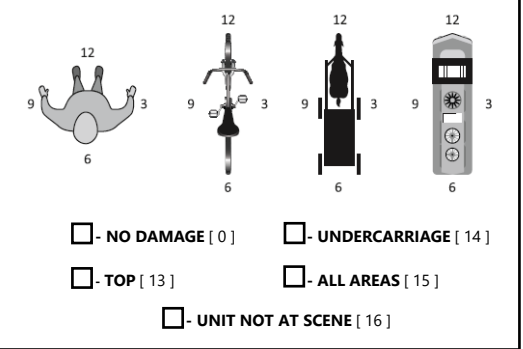 12 12 12
12
9 3 9 3 9 3 9 3
6
6 6 6
- NO DAMAGE [ 0 ] - UNDERCARRIAGE [ 14 ]
- TOP [ 13 ] - ALL AREAS [ 15 ]
- UNIT NOT AT SCENE [ 16 ]